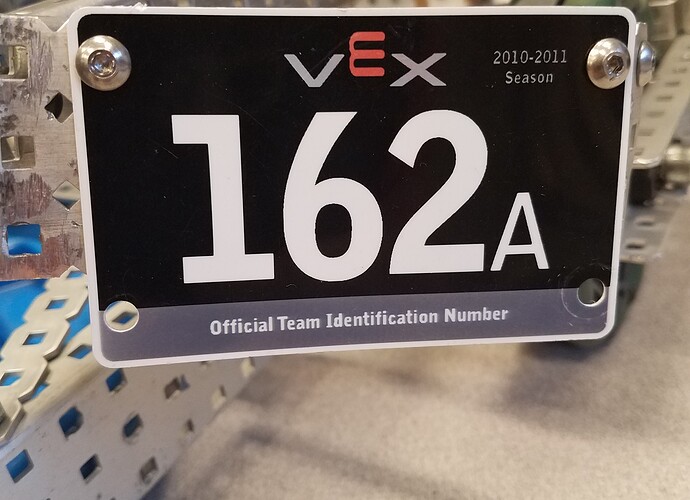 VEX
2010-2011
Season
162A
Official Team Identification Number